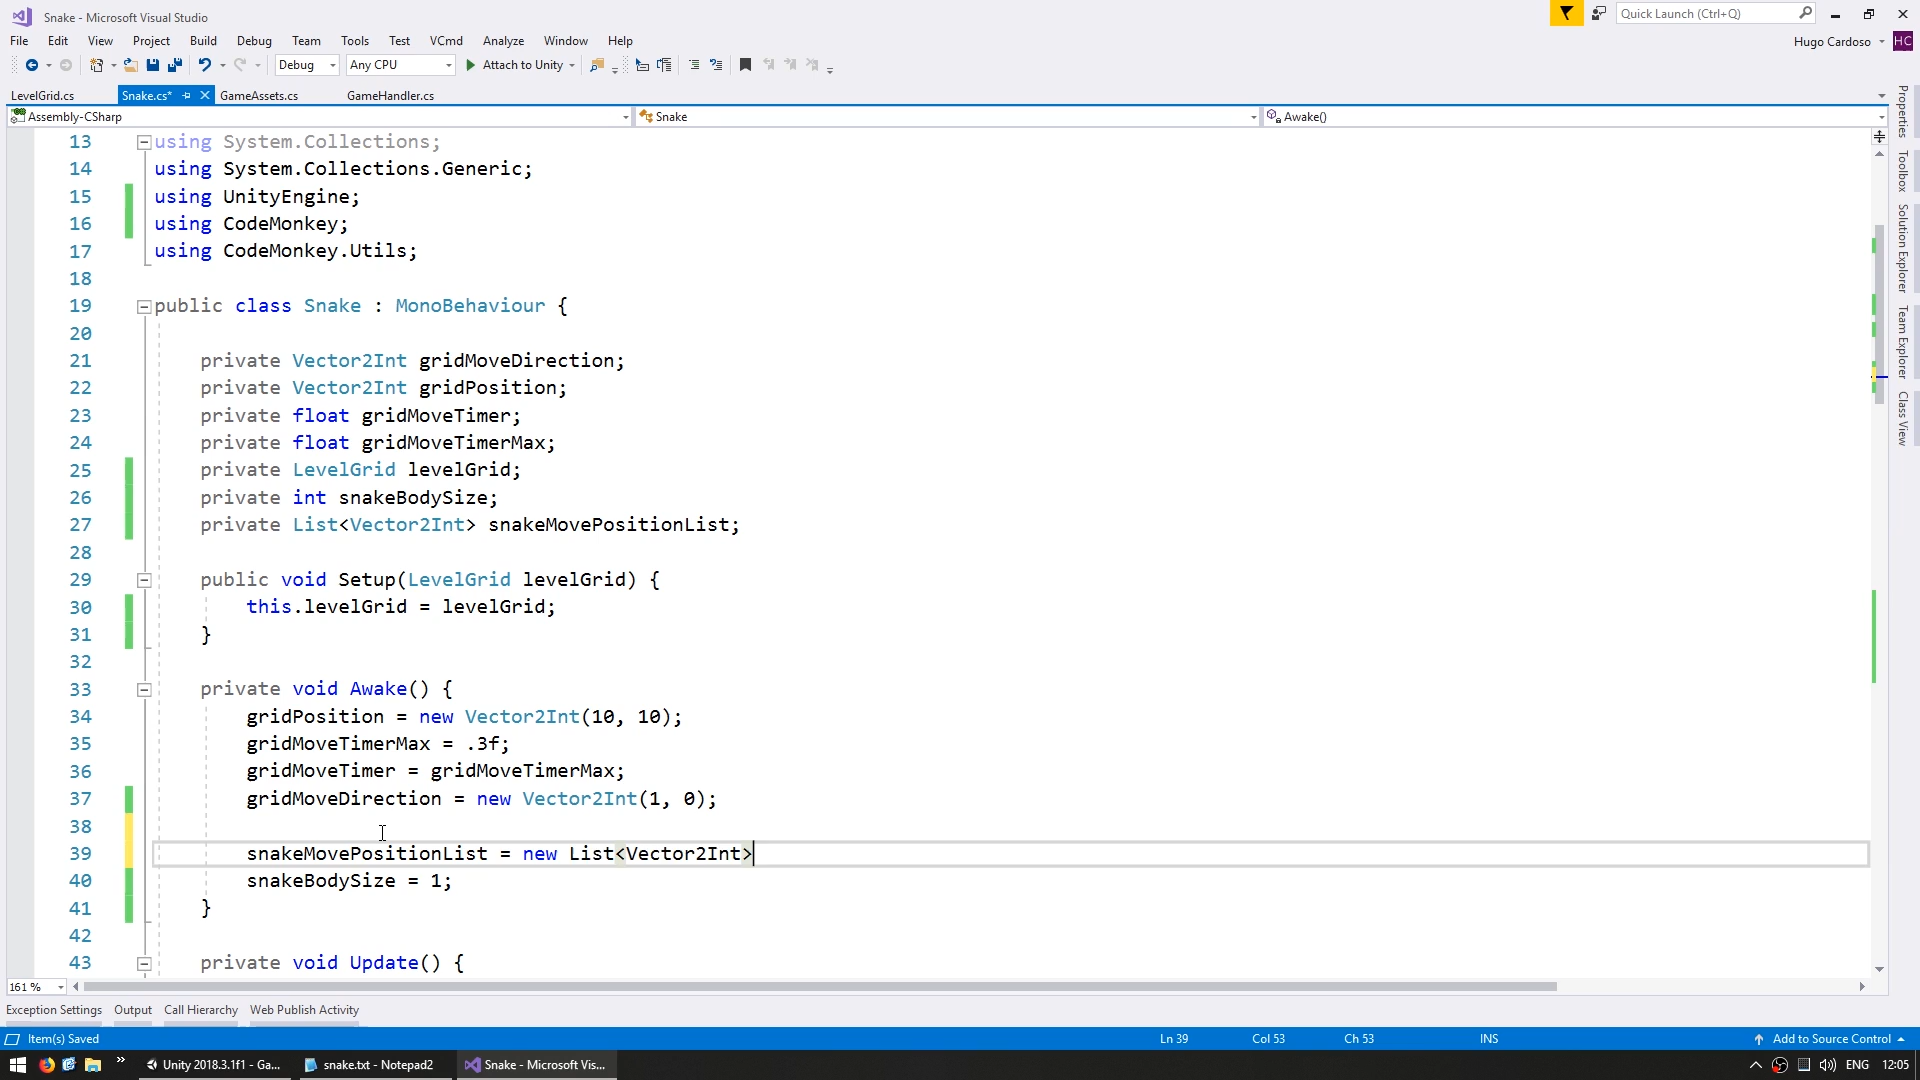 Snake - Microsoft Visual Studio
Quick Launch (Ctrl+Q)
File Edit View Project Build Debug Team Tools Test VCmd Analyze Window Help
Hugo Cardoso HC
Debug Any CPU Attach to Unity
LevelGrid.cs Snake.cs* GameAssets.cs GameHandler.cs
Assembly-CSharp Snake Awake()
13 using System.Collections;
14 using System.Collections.Generic;
15 using UnityEngine;
16 using CodeMonkey;
17 using CodeMonkey.Utils;
18
19 public class Snake : MonoBehaviour {
20
21 private Vector2Int gridMoveDirection;
22 private Vector2Int gridPosition;
23 private float gridMoveTimer;
24 private float gridMoveTimerMax;
25 private LevelGrid levelGrid;
26 private int snakeBodySize;
27 private List<Vector2Int> snakeMovePositionList;
28
29 public void Setup(LevelGrid levelGrid) {
30 this.levelGrid = levelGrid;
31 }
32
33 private void Awake() {
34 gridPosition = new Vector2Int(10, 10);
35 gridMoveTimerMax = .3f;
36 gridMoveTimer = gridMoveTimerMax;
37 gridMoveDirection = new Vector2Int(1, 0);
38
39 snakeMovePositionList = new List<Vector2Int>
40 snakeBodySize = 1;
41 }
42
43 private void Update() {
Properties
Toolbox
Solution Explorer
Team Explorer
Class View
161 %
Exception Settings Output Call Hierarchy Web Publish Activity
Item(s) Saved Ln 39 Col 53 Ch 53 INS Add to Source Control
Unity 2018.3.1f1 - Ga... snake.txt - Notepad2 Snake - Microsoft Vis... ENG 12:05